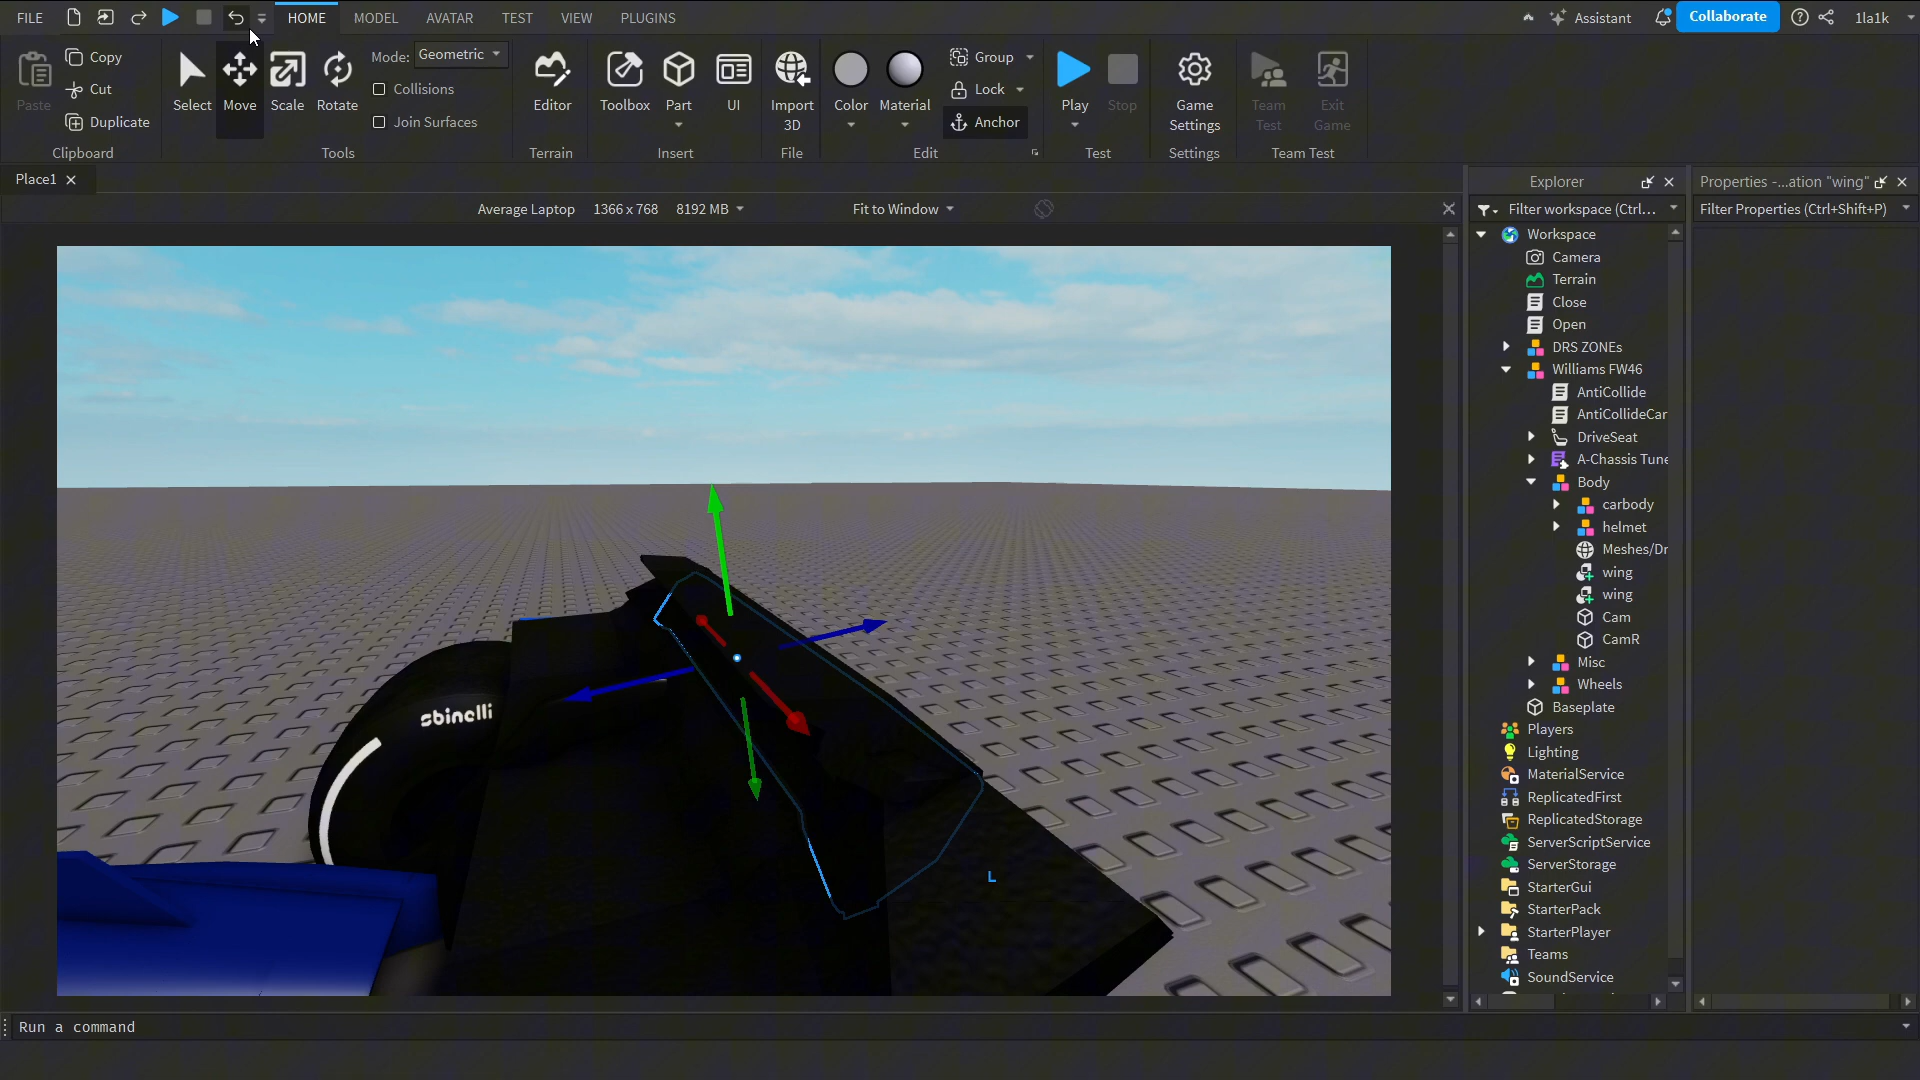 FILE
HOME
MODEL
AVATAR
TEST
VIEW
PLUGINS
Assistant
Collaborate
1la1k
Paste
Copy
Cut
Duplicate
Clipboard
Select
Move
Scale
Rotate
Mode: Geometric
Collisions
Join Surfaces
Tools
Editor
Terrain
Toolbox
Part
UI
Insert
Import
3D
File
Color
Material
Group
Lock
Anchor
Edit
Play
Stop
Test
Game
Settings
Settings
Team
Test
Exit
Game
Team Test
Place1
Average Laptop 1366 x 768 8192 MB
Fit to Window
sbinelli
L
Explorer
Filter workspace (Ctrl...
Workspace
Camera
Terrain
Close
Open
DRS ZONEs
Williams FW46
AntiCollide
AntiCollideCar
DriveSeat
A-Chassis Tune
Body
carbody
helmet
Meshes/Dr
wing
wing
Cam
CamR
Misc
Wheels
Baseplate
Players
Lighting
MaterialService
ReplicatedFirst
ReplicatedStorage
ServerScriptService
ServerStorage
StarterGui
StarterPack
StarterPlayer
Teams
SoundService
Properties -...ation "wing"
Filter Properties (Ctrl+Shift+P)
Run a command